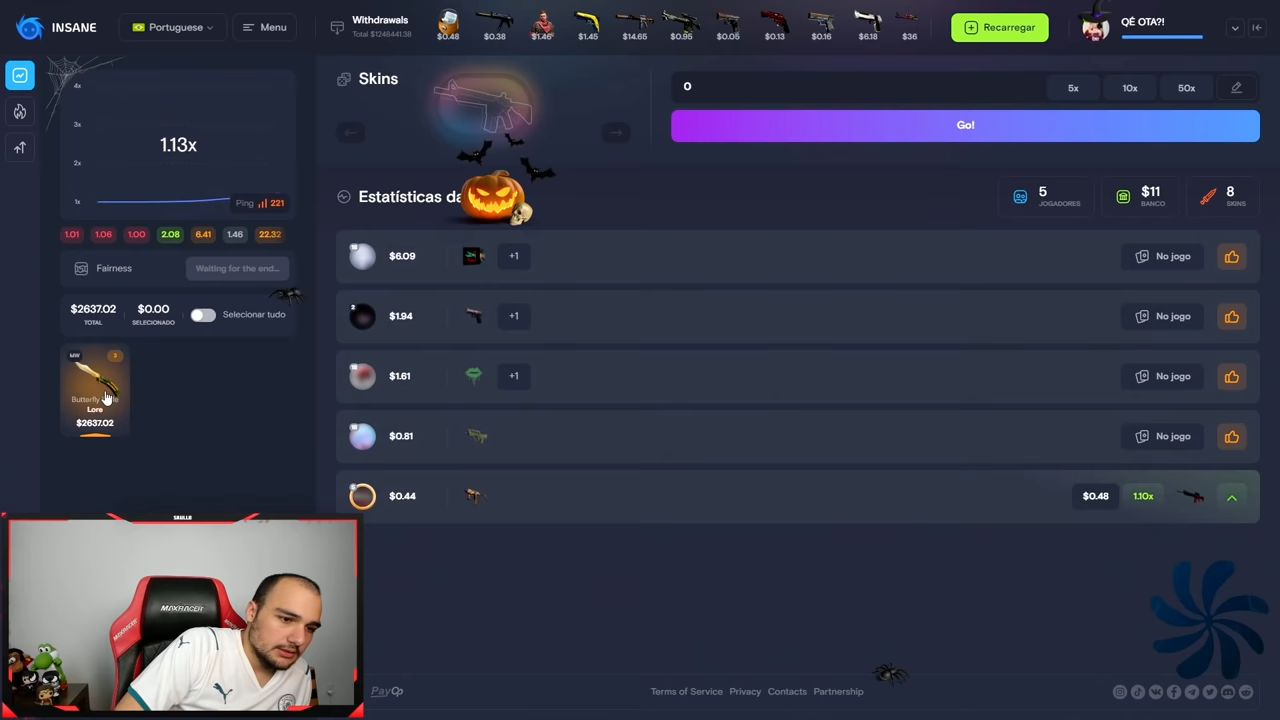 INSANE
Portuguese
Menu
Withdrawals
Total $124644138
$0.48
$0.38
$1.46
$1.45
$14.65
$0.95
$0.05
$0.13
$0.16
$6.18
$36
Recarregar
QÉ OTA?!
4x
3x
2x
1x
1.13x
Ping 221
1.01 1.06 1.00 2.08 6.41 1.46 22.32
Fairness
Waiting for the end...
$2637.02
TOTAL
$0.00
SELECIONADO
Selecionar tudo
MW
3
Butterfly
Lore
$2637.02
Skins
0
5x
10x
50x
Go!
Estatísticas da
5
JOGADORES
$11
BANCO
8
SKINS
$6.09 +1 No jogo
$1.94 +1 No jogo
$1.61 +1 No jogo
$0.81 No jogo
$0.44 $0.48 1.10x
SAULLO
MAXRACER
MAXRACER
PayOp
Terms of Service Privacy Contacts Partnership